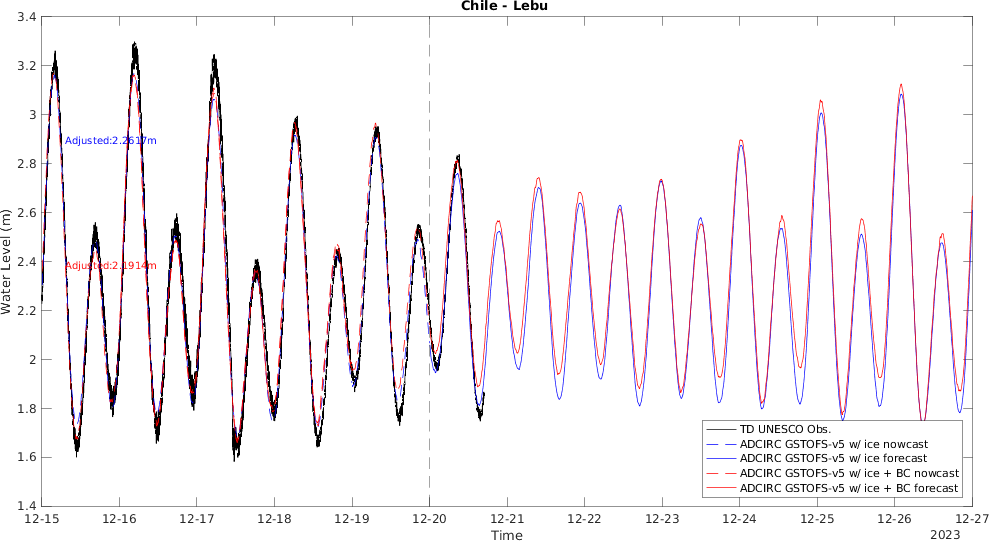 Chile - Lebu
3.4
3.2
3
2.8
2.6
2.4
12.2
2
1.8
1.6
1.4
Water Level (m)
Adjusted:2.2617m
Adjusted:2.1914m
TD UNESCO Obs.
ADCIRC GSTOFS-v5 w/ ice nowcast
ADCIRC GSTOFS-v5 w/ ice forecast
ADCIRC GSTOFS-v5 w/ ice + BC nowcast
ADCIRC GSTOFS-v5 w/ ice + BC forecast
12-15 12-16 12-17 12-18 12-19 12-20 12-21 12-22 12-23 12-24 12-25 12-26 12-27
Time
2023